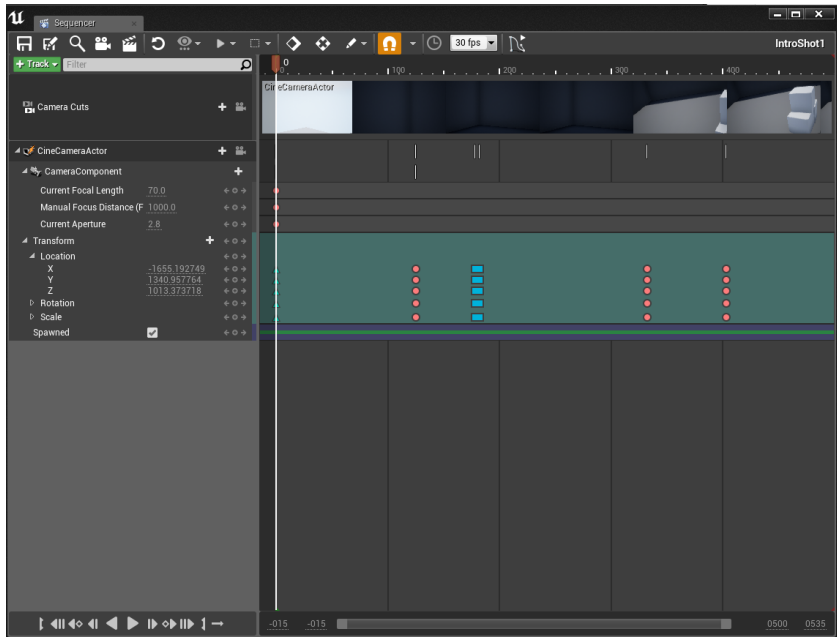 Sequencer
30 fps
IntroShot1
+ Track
Filter
0
0
100
200
300
400
Camera Cuts
CineCameraActor
CineCameraActor
CameraComponent
Current Focal Length 70.0
Manual Focus Distance (F 1000.0
Current Aperture 2.8
Transform
Location
X -1655.192749
Y 1340.957764
Z 1013.373718
Rotation
Scale
Spawned
-015 -015 0500 0535